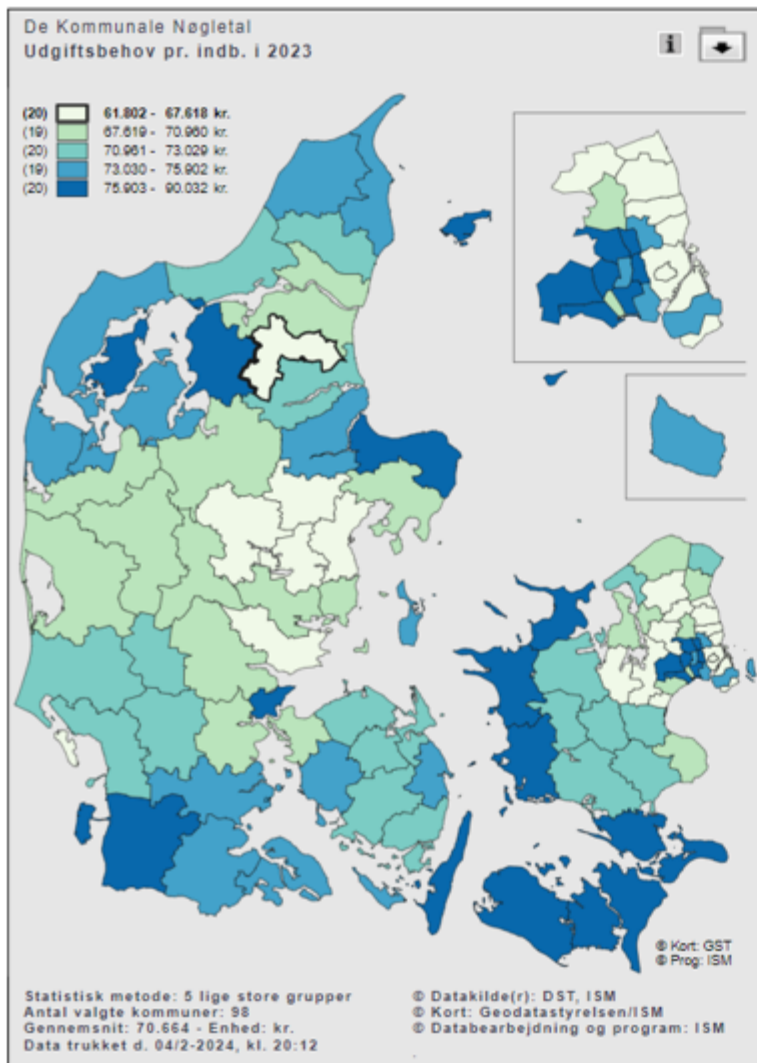 De Kommunale Nøgletal
Udgiftsbehov pr. indb. i 2023
i
(20) 61.802 - 67.618 kr.
(19) 67.619 - 70.960 kr.
(20) 70.961 - 73.029 kr.
(19) 73.030 - 75.902 kr.
(20) 75.903 - 90.032 kr.
© Kort: GST
© Prog: ISM
Statistisk metode: 5 lige store grupper
Antal valgte kommuner: 98
Gennemsnit: 70.664 - Enhed: kr.
Data trukket d. 04/2-2024, kl. 20:12
© Datakilde(r): DST, ISM
© Kort: Geodatastyrelsen/ISM
© Databearbejdning og program: ISM